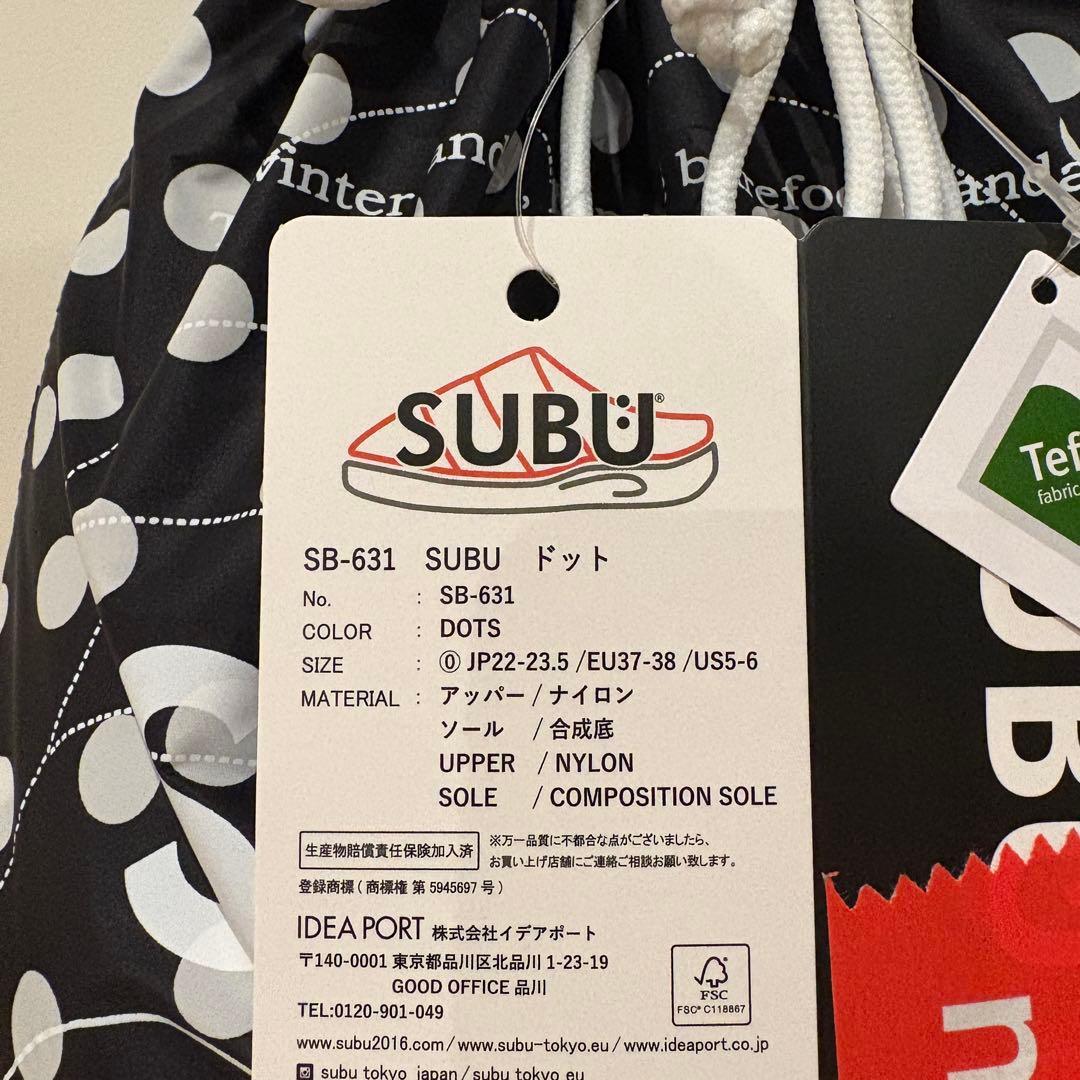 and
winter
barefoot
SUBÜ®
SB-631 SUBU ドット
No. : SB-631
COLOR : DOTS
SIZE : ⓪ JP22-23.5 /EU37-38 /US5-6
MATERIAL : アッパー / ナイロン
ソール / 合成底
UPPER / NYLON
SOLE / COMPOSITION SOLE
生産物賠償責任保険加入済
※万一品質に不都合な点がございましたら、
お買い上げ店舗にご連絡ご相談お願い致します。
登録商標 ( 商標権 第 5945697 号 )
IDEA PORT 株式会社イデアポート
〒140-0001 東京都品川区北品川 1-23-19
GOOD OFFICE 品川
TEL:0120-901-049
FSC
FSC® C118867
www.subu2016.com / www.subu-tokyo.eu / www.ideaport.co.jp
subu_tokyo_japan / subu_tokyo_eu
Tef
fabric
UB
n